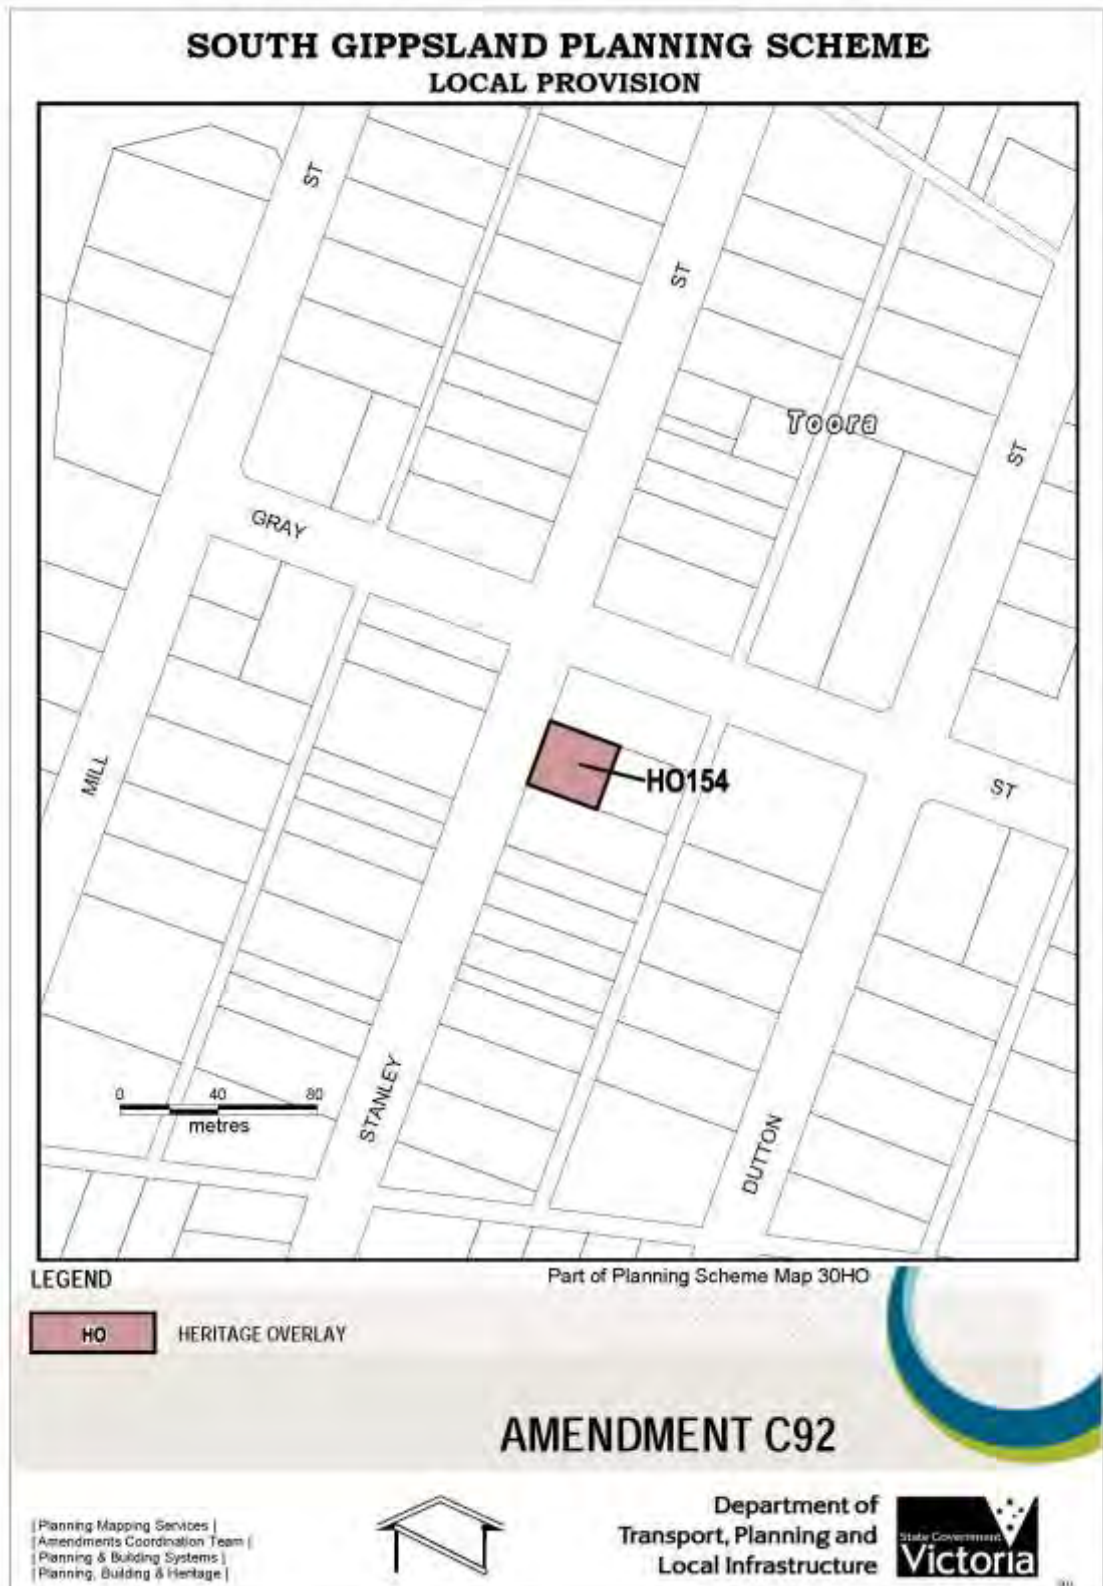 SOUTH GIPPSLAND PLANNING SCHEME
LOCAL PROVISION
ST
ST
Toora
ST
GRAY
MILL
HO154
ST
0 40 80
metres
STANLEY
DUTTON
LEGEND
Part of Planning Scheme Map 30HO
HO HERITAGE OVERLAY
AMENDMENT C92
| Planning Mapping Services |
| Amendments Coordination Team |
| Planning & Building Systems |
| Planning, Building & Heritage |
Department of
Transport, Planning and
Local Infrastructure
State Government
Victoria